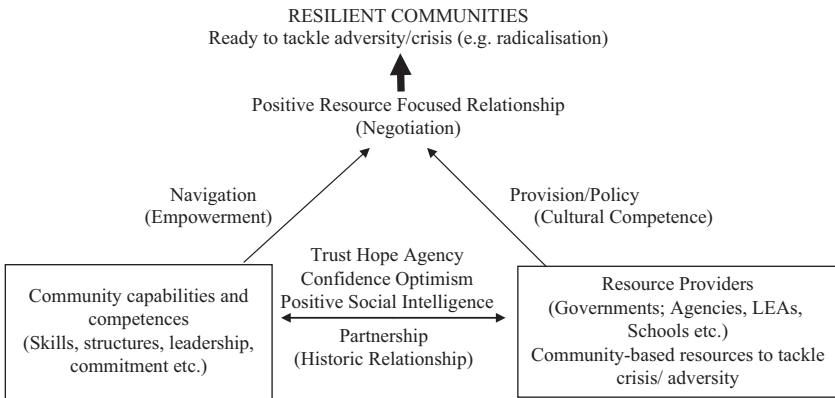 RESILIENT COMMUNITIES
Ready to tackle adversity/crisis (e.g. radicalisation)
Positive Resource Focused Relationship
(Negotiation)
Navigation
(Empowerment)
Provision/Policy
(Cultural Competence)
Trust Hope Agency
Confidence Optimism
Positive Social Intelligence
Partnership
(Historic Relationship)
Community capabilities and
competences
(Skills, structures, leadership,
commitment etc.)
Resource Providers
(Governments; Agencies, LEAs,
Schools etc.)
Community-based resources to tackle
crisis/ adversity